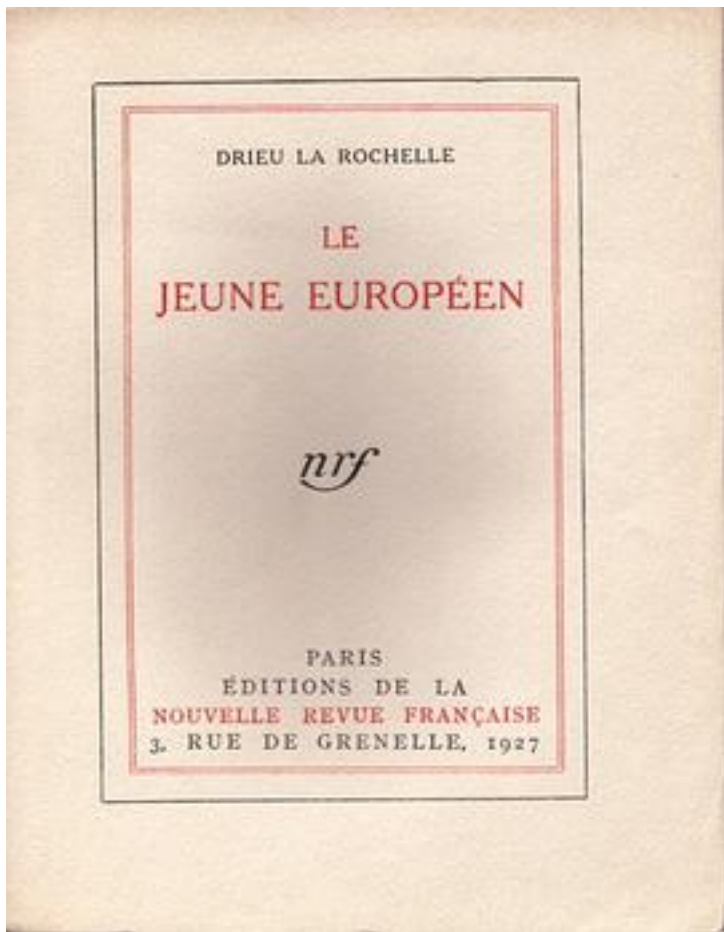 DRIEU LA ROCHELLE
LE
JEUNE EUROPÉEN
nrf
PARIS
ÉDITIONS DE LA
NOUVELLE REVUE FRANÇAISE
3, RUE DE GRENELLE, 1927